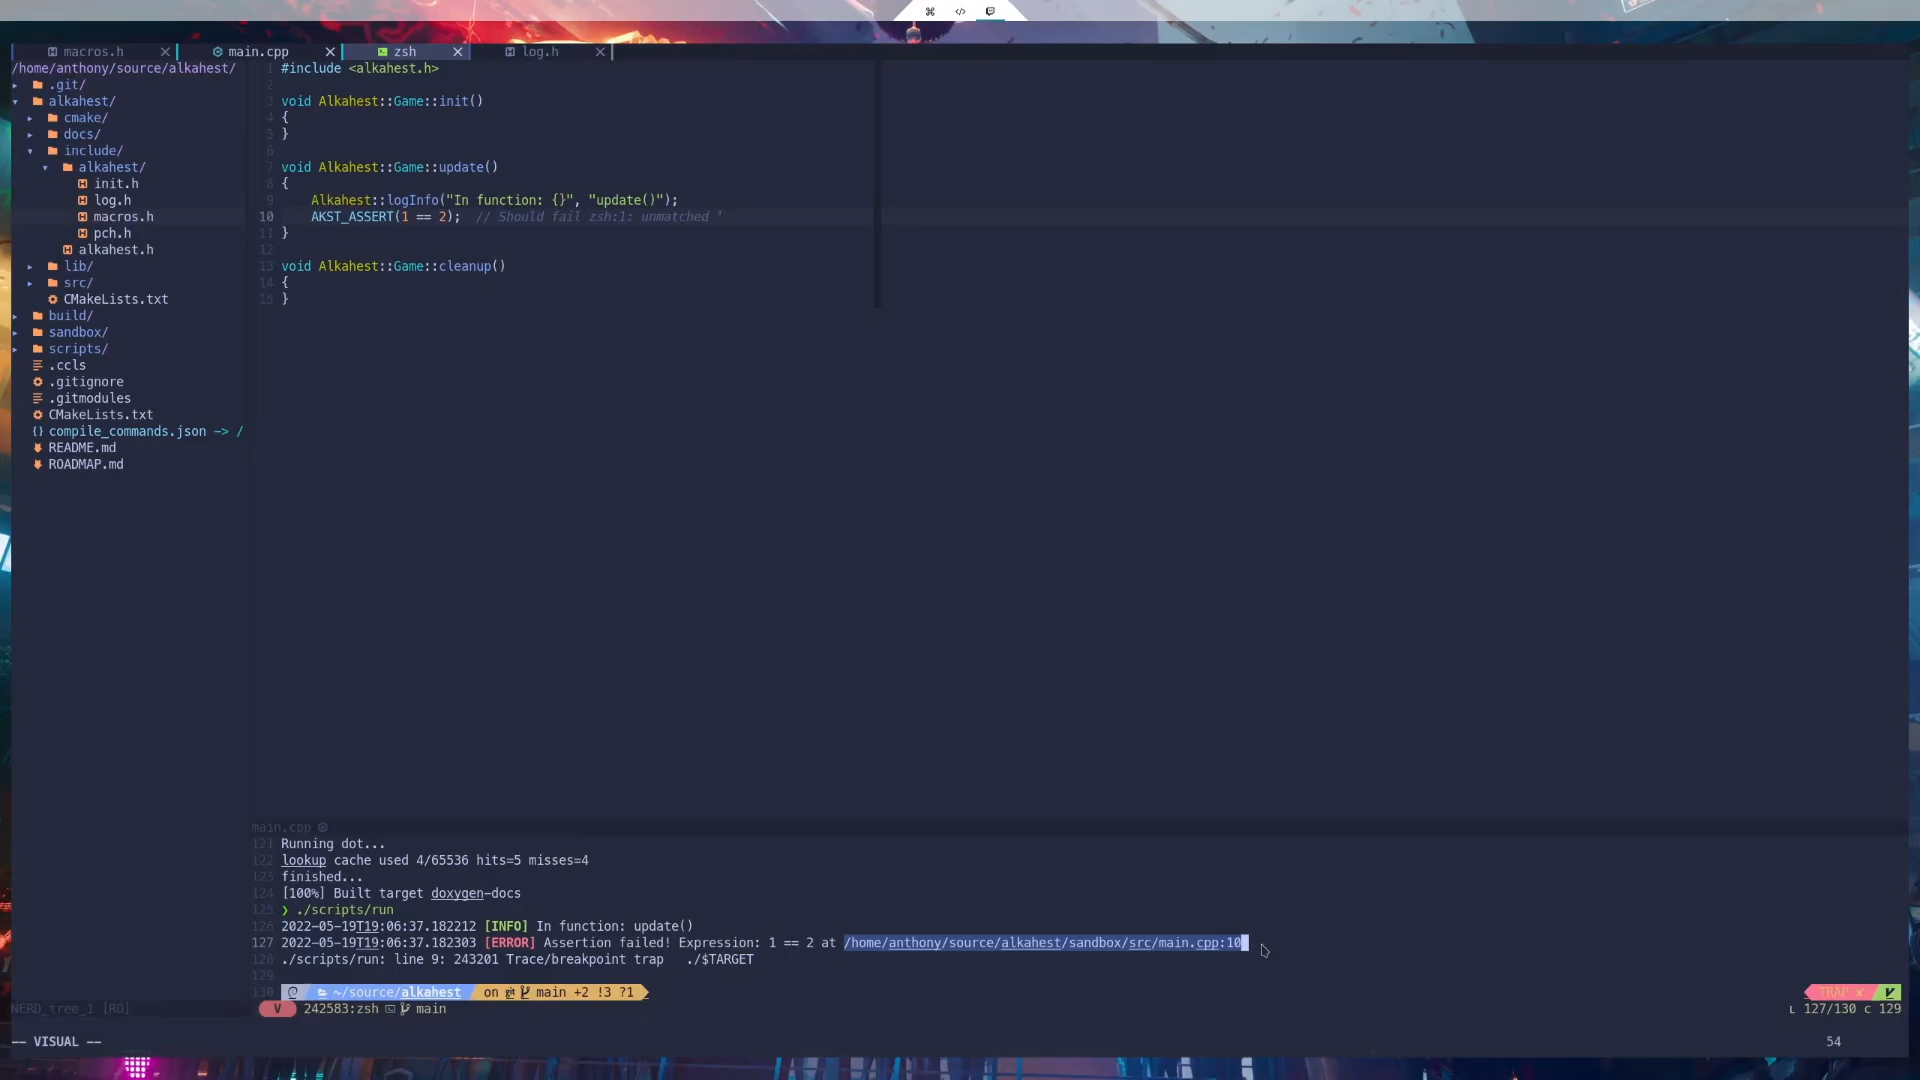 macros.h
main.cpp
zsh
log.h
/home/anthony/source/alkahest/
.git/
alkahest/
cmake/
docs/
include/
alkahest/
init.h
log.h
macros.h
pch.h
alkahest.h
lib/
src/
CMakeLists.txt
build/
sandbox/
scripts/
.ccls
.gitignore
.gitmodules
CMakeLists.txt
{} compile_commands.json -> /
README.md
ROADMAP.md
NERD_tree_1 [RO]
1 #include <alkahest.h>
2
3 void Alkahest::Game::init()
4 {
5 }
6
7 void Alkahest::Game::update()
8 {
9 Alkahest::logInfo("In function: {}", "update()");
10 AKST_ASSERT(1 == 2); // Should fail zsh:1: unmatched '
11 }
12
13 void Alkahest::Game::cleanup()
14 {
15 }
main.cpp
121 Running dot...
122 lookup cache used 4/65536 hits=5 misses=4
123 finished...
124 [100%] Built target doxygen-docs
125 ❯ ./scripts/run
126 2022-05-19T19:06:37.182212 [INFO] In function: update()
127 2022-05-19T19:06:37.182303 [ERROR] Assertion failed! Expression: 1 == 2 at /home/anthony/source/alkahest/sandbox/src/main.cpp:10
128 ./scripts/run: line 9: 243201 Trace/breakpoint trap ./$TARGET
129
130 ~/source/alkahest on git main +2 !3 ?1
TRAP ✘
V 242583:zsh main
L 127/130 c 129
-- VISUAL --
54